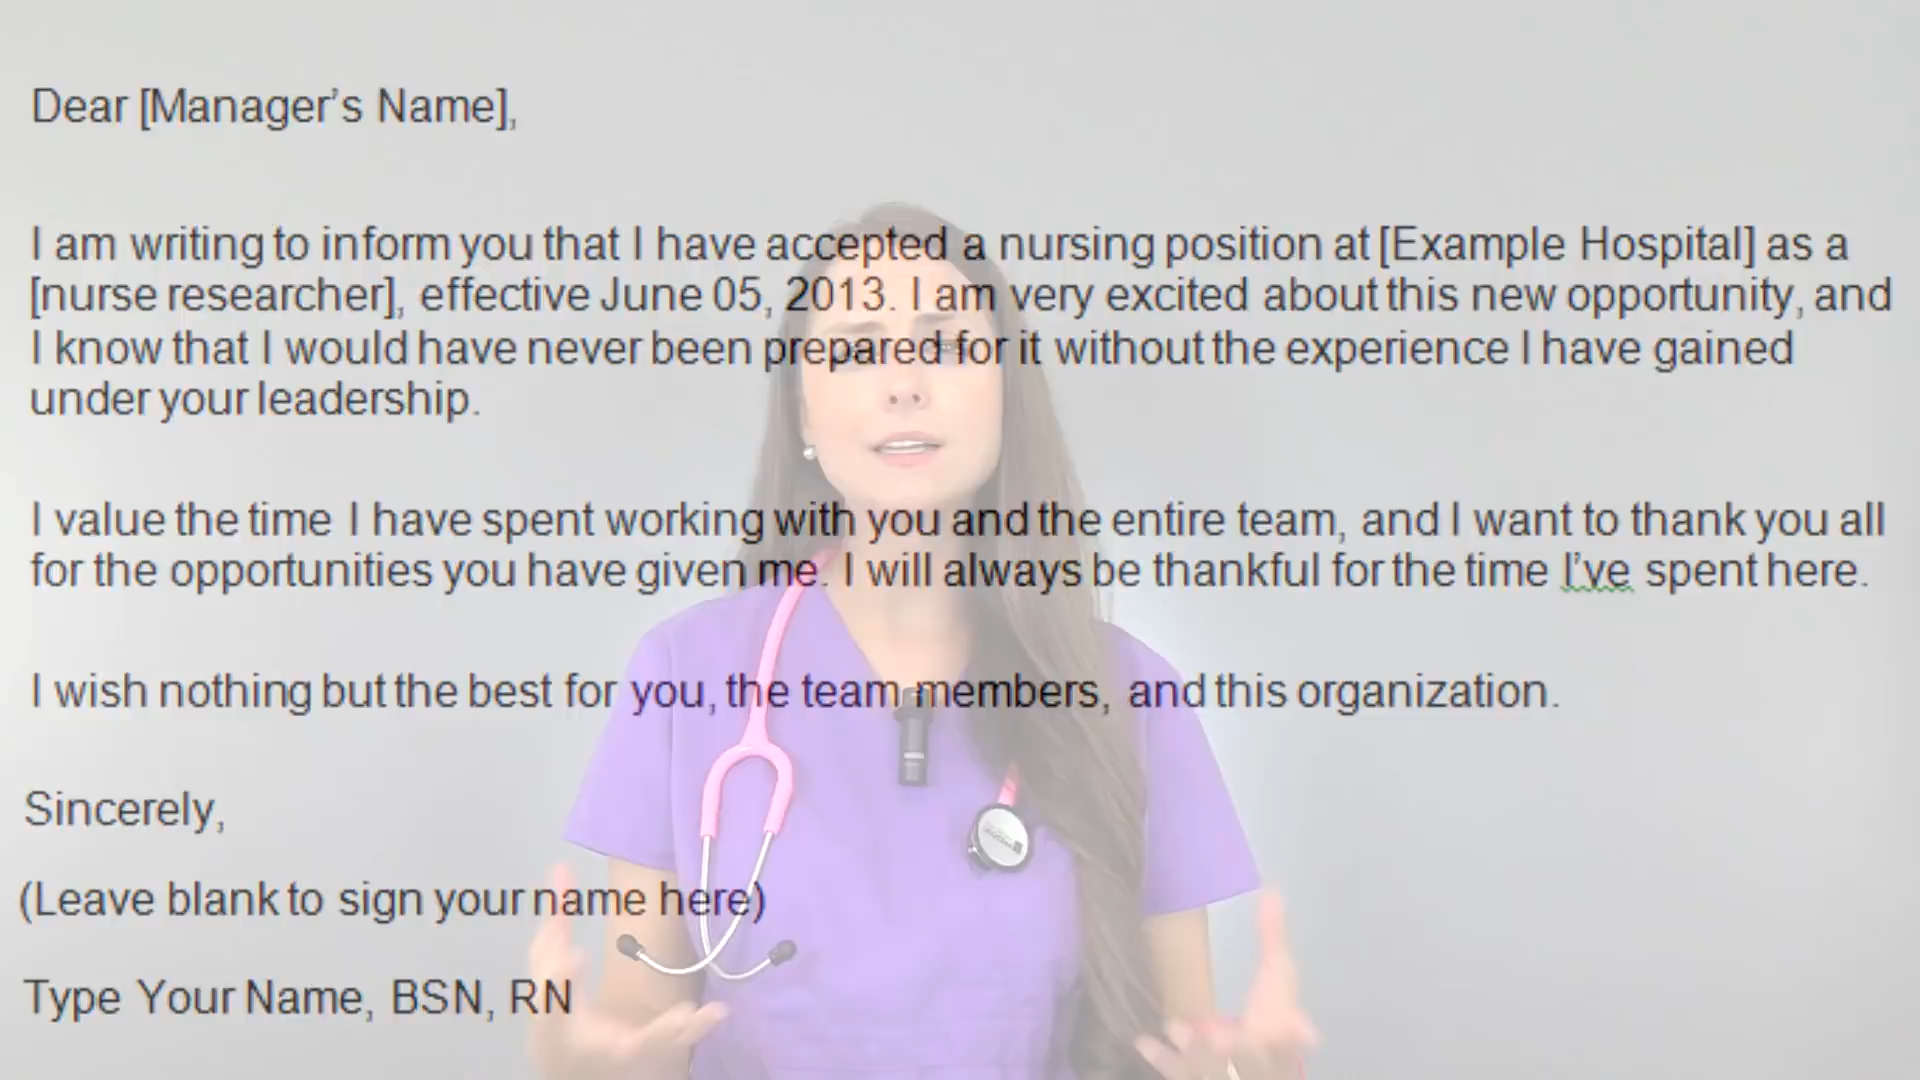 Dear [Manager’s Name],
I am writing to inform you that I have accepted a nursing position at [Example Hospital] as a
[nurse researcher], effective June 05, 2013. I am very excited about this new opportunity, and
I know that I would have never been prepared for it without the experience I have gained
under your leadership.
I value the time I have spent working with you and the entire team, and I want to thank you all
for the opportunities you have given me. I will always be thankful for the time I’ve spent here.
I wish nothing but the best for you, the team members, and this organization.
Sincerely,
(Leave blank to sign your name here)
Type Your Name, BSN, RN